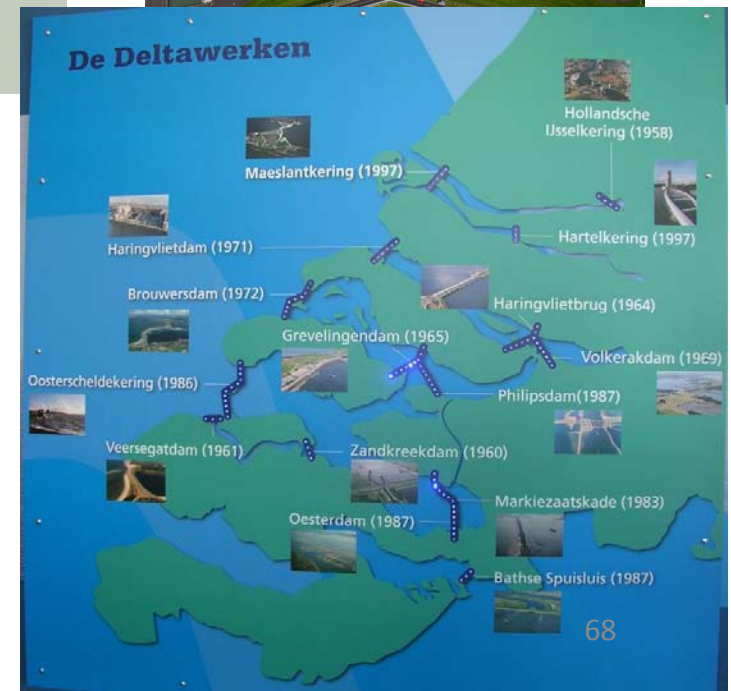 De Deltawerken
Hollandsche
IJsselkering (1958)
Maeslantkering (1997)
Hartelkering (1997)
Haringvlietdam (1971)
Brouwersdam (1972)
Haringvlietbrug (1964)
Grevelingendam (1965)
Volkerakdam (1969)
Oosterscheldekering (1986)
Philipsdam(1987)
Veersegatdam (1961)
Zandkreekdam (1960)
Markiezaatskade (1983)
Oesterdam (1987)
Bathse Spuisluis (1987)
68